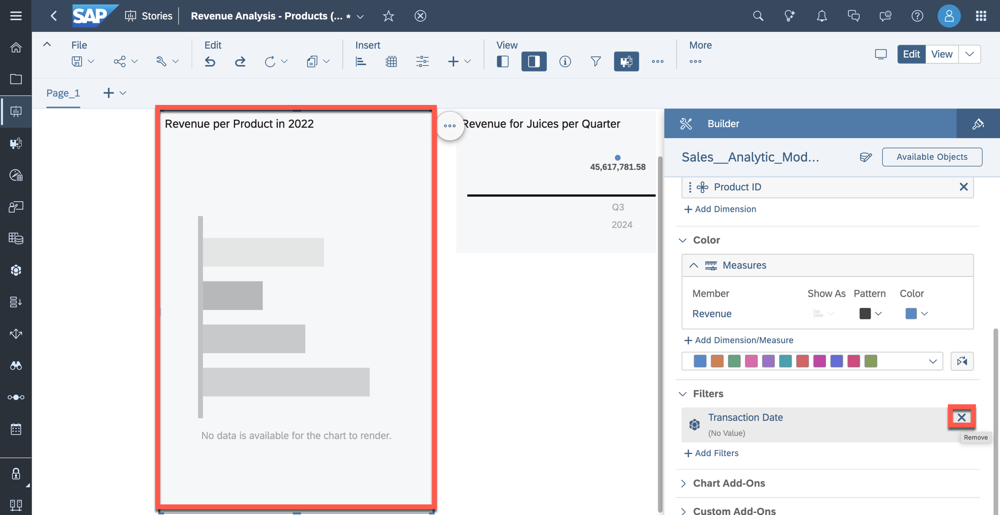 SAP
Stories
Revenue Analysis - Products (... *
File
Edit
Insert
View
More
Edit
View
Page_1
Revenue per Product in 2022
No data is available for the chart to render.
Revenue for Juices per Quarter
45,617,781.58
Q3
2024
Builder
Sales__Analytic_Mod...
Available Objects
Product ID
Add Dimension
Color
Measures
Member
Show As
Pattern
Color
Revenue
Add Dimension/Measure
Filters
Transaction Date
(No Value)
Remove
Add Filters
Chart Add-Ons
Custom Add-Ons